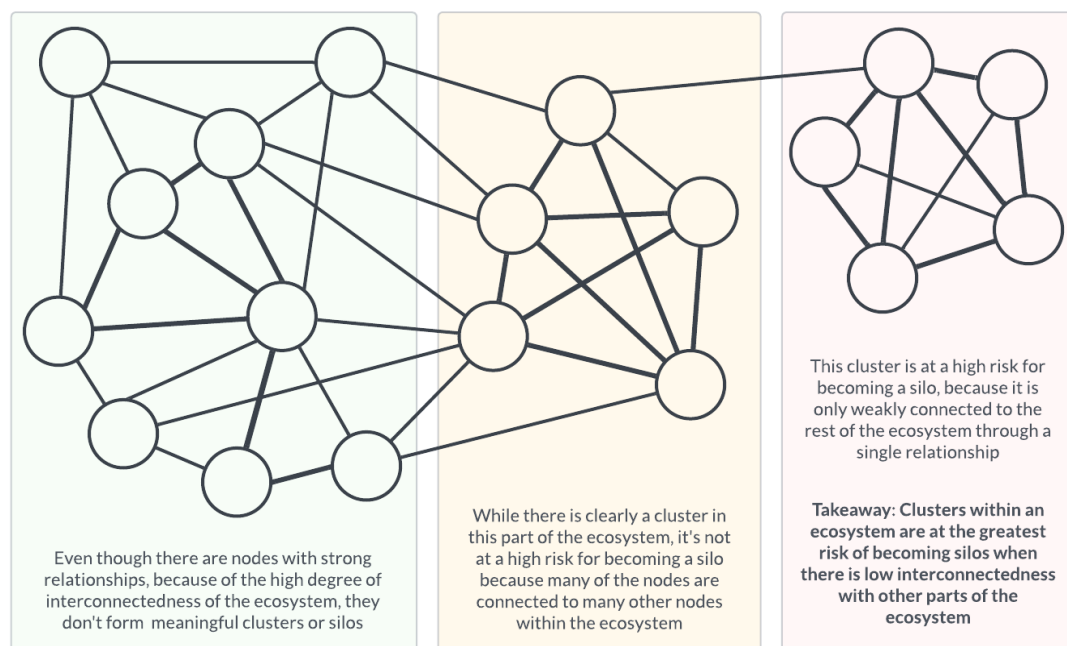 Even though there are nodes with strong
relationships, because of the high degree of
interconnectedness of the ecosystem, they
don't form  meaningful clusters or silos
While there is clearly a cluster in
this part of the ecosystem, it's not
at a high risk for becoming a silo
because many of the nodes are
connected to many other nodes
within the ecosystem
This cluster is at a high risk for
becoming a silo, because it is
only weakly connected to the
rest of the ecosystem through a
single relationship
Takeaway: Clusters within an
ecosystem are at the greatest
risk of becoming silos when
there is low interconnectedness
with other parts of the
ecosystem